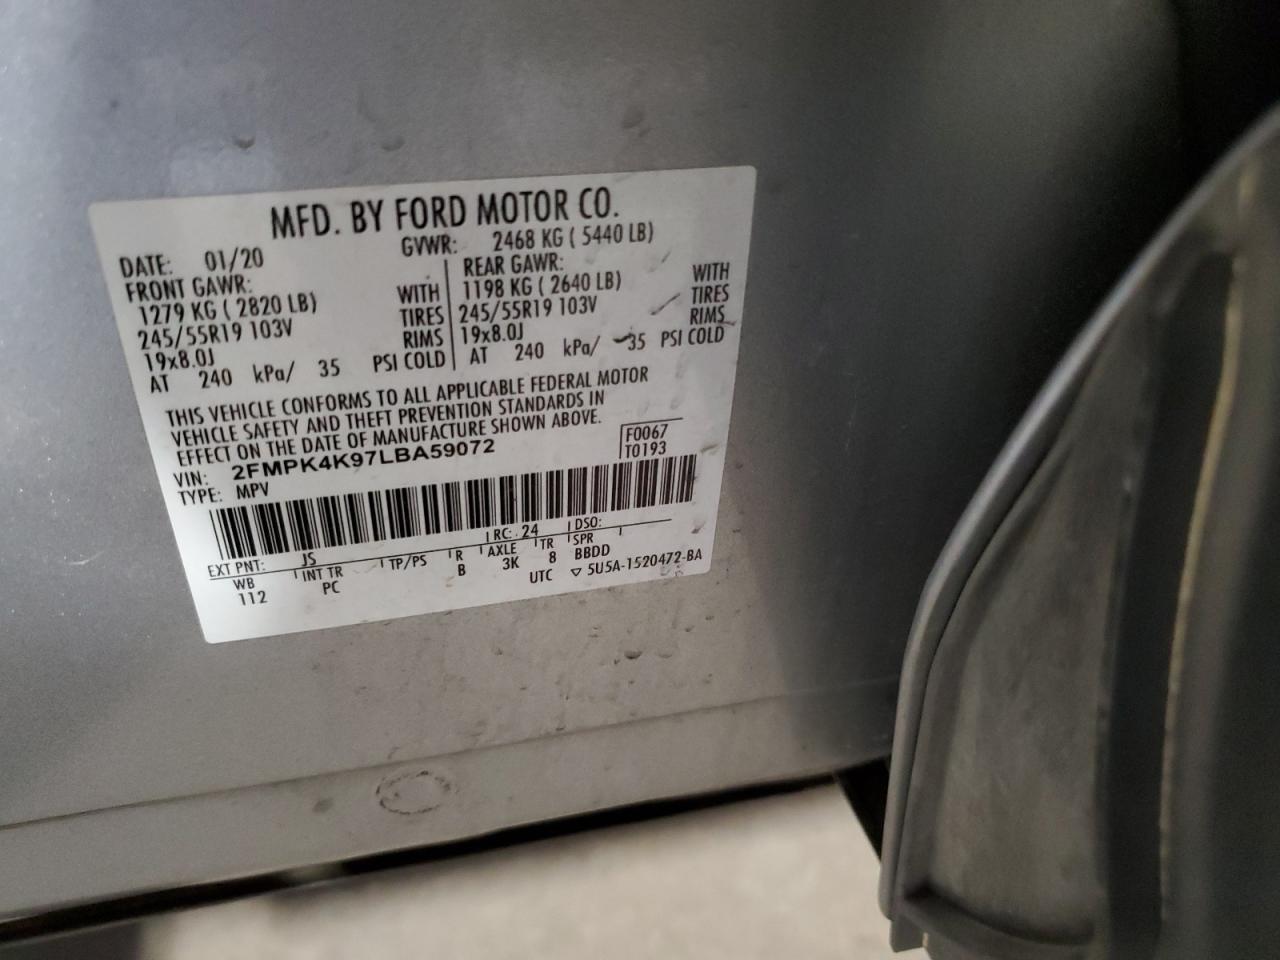 MFD. BY FORD MOTOR CO.
DATE: 01/20 GVWR: 2468 KG ( 5440 LB)
FRONT GAWR: REAR GAWR:
1279 KG ( 2820 LB) WITH 1198 KG ( 2640 LB) WITH
245/55R19 103V TIRES 245/55R19 103V TIRES
19x8.0J RIMS 19x8.0J RIMS
AT 240 kPa/ 35 PSI COLD AT 240 kPa/ 35 PSI COLD
THIS VEHICLE CONFORMS TO ALL APPLICABLE FEDERAL MOTOR
VEHICLE SAFETY AND THEFT PREVENTION STANDARDS IN
EFFECT ON THE DATE OF MANUFACTURE SHOWN ABOVE.
VIN: 2FMPK4K97LBA59072 F0067
TYPE: MPV T0193
EXT PNT: JS RC: 24 DSO:
WB INT TR TP/PS R AXLE TR SPR
112 PC B 3K 8 BBDD
UTC ▽ 5U5A-1520472-BA